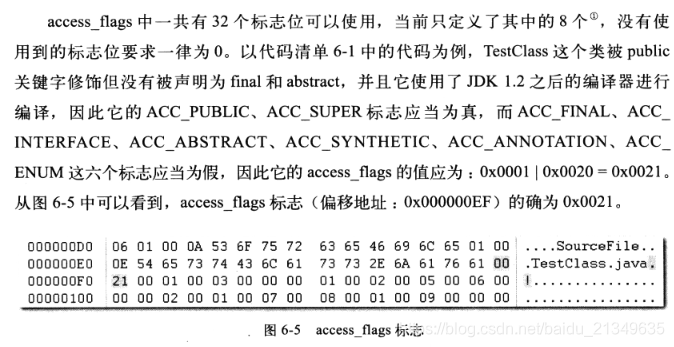 access_flags 中一共有 32 个标志位可以使用，当前只定义了其中的 8 个①，没有使
用到的标志位要求一律为 0。以代码清单 6-1 中的代码为例，TestClass 这个类被 public
关键字修饰但没有被声明为 final 和 abstract，并且它使用了 JDK 1.2 之后的编译器进行
编译，因此它的 ACC_PUBLIC、ACC_SUPER 标志应当为真，而 ACC_FINAL、ACC_
INTERFACE、ACC_ABSTRACT、ACC_SYNTHETIC、ACC_ANNOTATION、ACC_
ENUM 这六个标志应当为假，因此它的 access_flags 的值应为：0x0001 | 0x0020 = 0x0021。
从图 6-5 中可以看到，access_flags 标志（偏移地址：0x000000EF）的确为 0x0021。
000000D0 06 01 00 0A 53 6F 75 72 63 65 46 69 6C 65 01 00 ....SourceFile..
000000E0 0E 54 65 73 74 43 6C 61 73 73 2E 6A 61 76 61 00 .TestClass.java.
000000F0 21 00 01 00 03 00 00 00 01 00 02 00 05 00 06 00 !...............
00000100 00 00 02 00 01 00 07 00 08 00 01 00 09 00 00 00 ................
图 6-5 access_flags 标志
https://blog.csdn.net/baidu_21349635